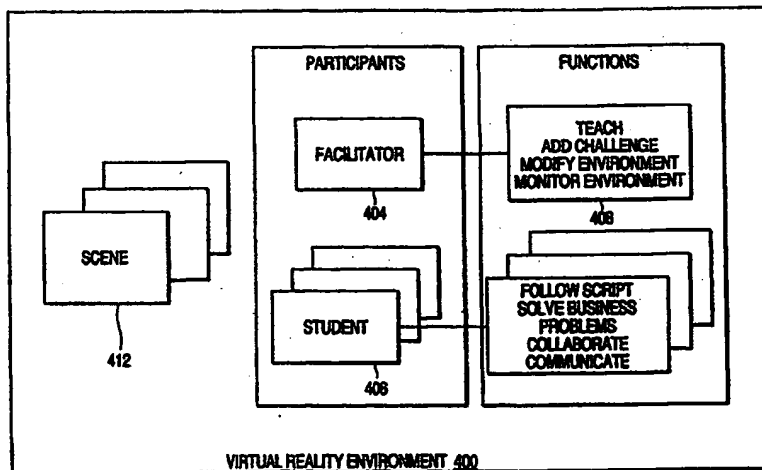 PARTICIPANTS
FUNCTIONS
FACILITATOR
404
TEACH
ADD CHALLENGE
MODIFY ENVIRONMENT
MONITOR ENVIRONMENT
408
SCENE
412
STUDENT
406
FOLLOW SCRIPT
SOLVE BUSINESS
PROBLEMS
COLLABORATE
COMMUNICATE
VIRTUAL REALITY ENVIRONMENT 400